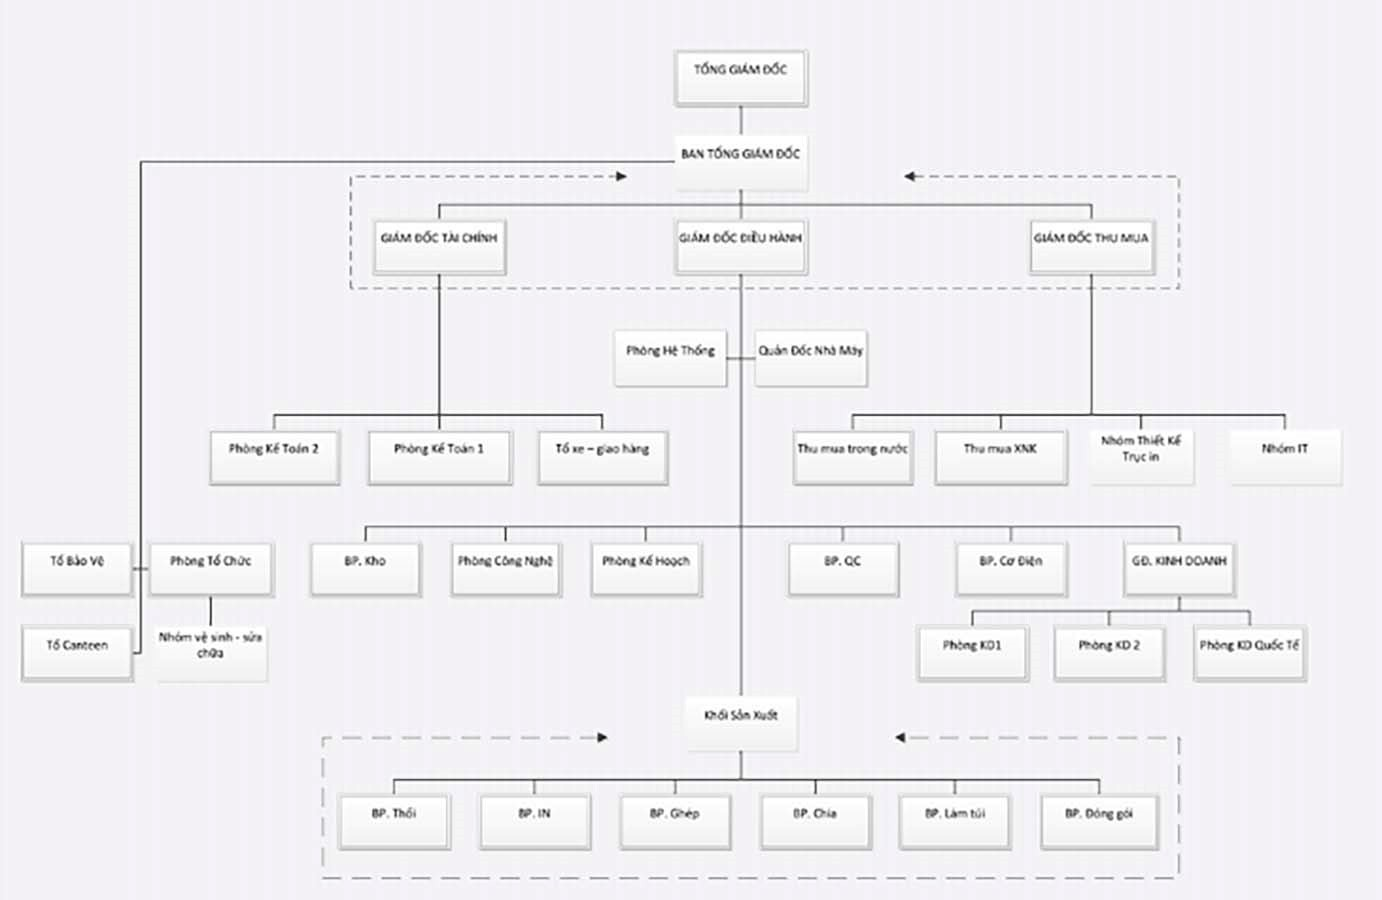 TỔNG GIÁM ĐỐC
BAN TỔNG GIÁM ĐỐC
GIÁM ĐỐC TÀI CHÍNH
GIÁM ĐỐC ĐIỀU HÀNH
GIÁM ĐỐC THU MUA
Phòng Hệ Thống
Quản Đốc Nhà Máy
Phòng Kế Toán 2
Phòng Kế Toán 1
Tổ xe – giao hàng
Thu mua trong nước
Thu mua XNK
Nhóm Thiết Kế
Trục in
Nhóm IT
Tổ Bảo Vệ
Phòng Tổ Chức
BP. Kho
Phòng Công Nghệ
Phòng Kế Hoạch
BP. QC
BP. Cơ Điện
GĐ. KINH DOANH
Tổ Canteen
Nhóm vệ sinh - sửa
chữa
Phòng KD1
Phòng KD 2
Phòng KD Quốc Tế
Khối Sản Xuất
BP. Thổi
BP. IN
BP. Ghép
BP. Chia
BP. Làm túi
BP. Đóng gói